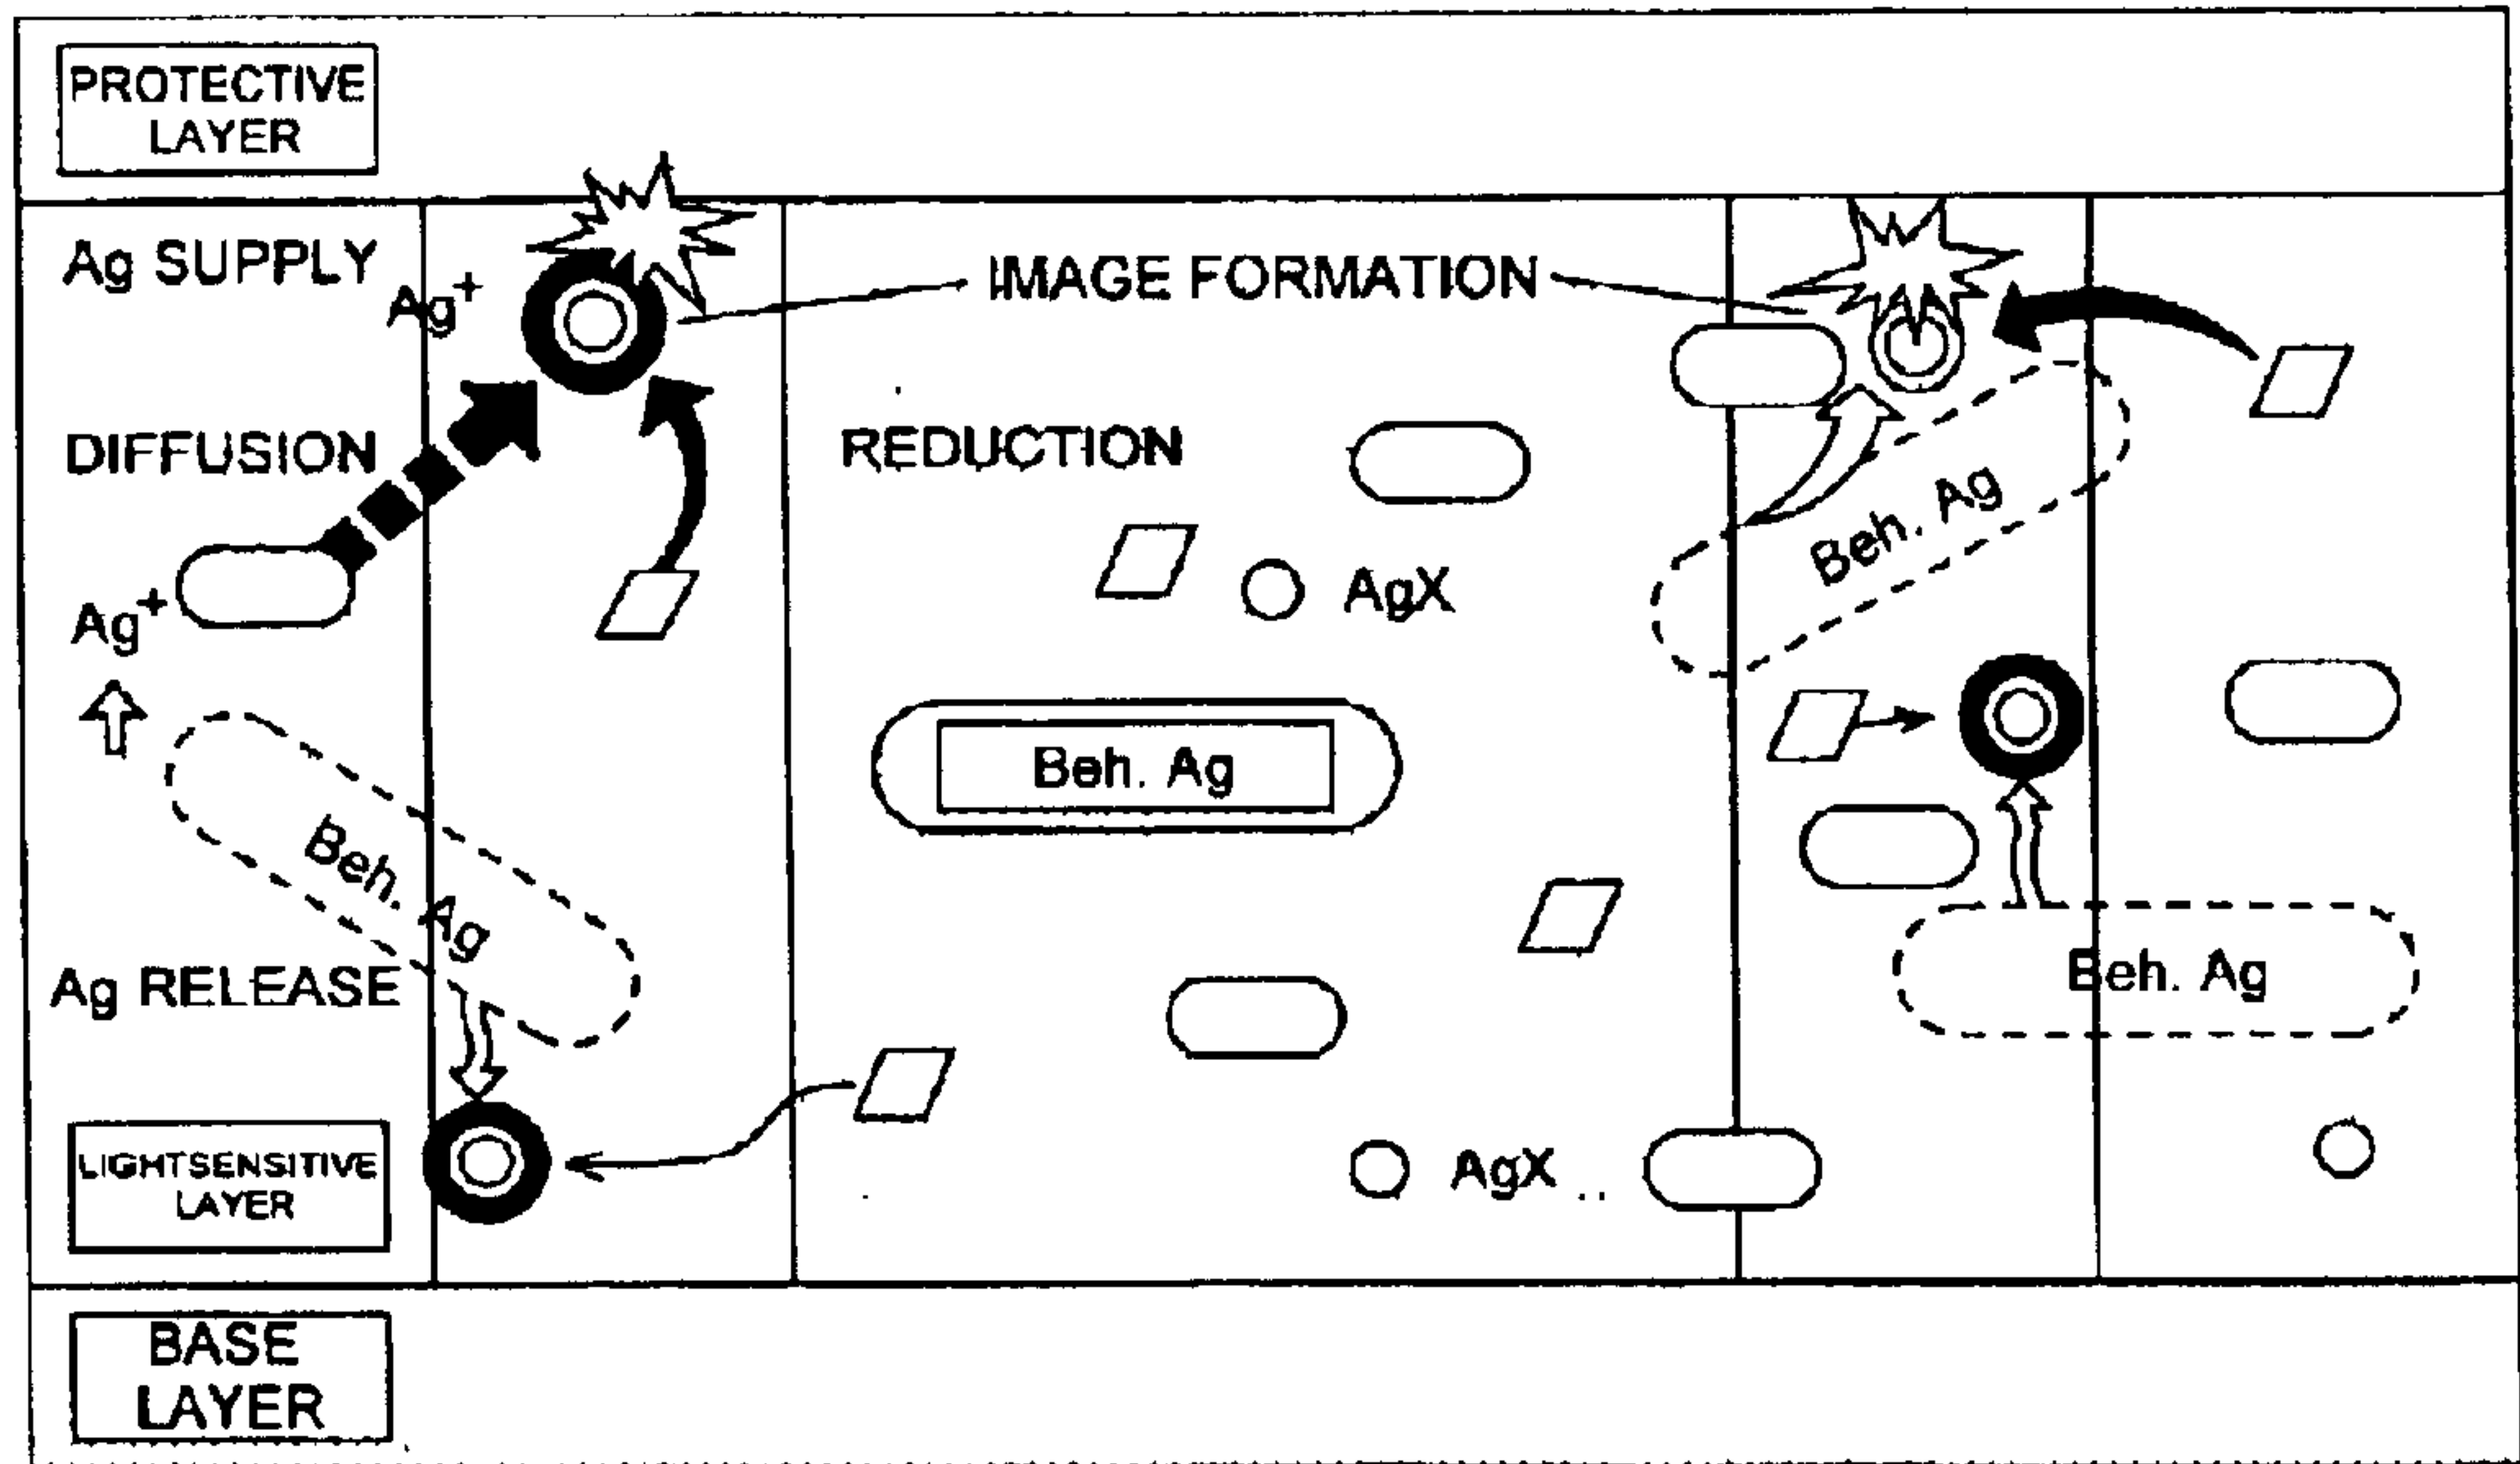 PROTECTIVE
LAYER
Ag SUPPLY
Ag⁺
IMAGE FORMATION
DIFFUSION
REDUCTION
Beh. Ag
AgX
Ag⁺
Beh. Ag
Beh. Ag
Ag RELEASE
Beh. Ag
LIGHTSENSITIVE
LAYER
AgX
BASE
LAYER